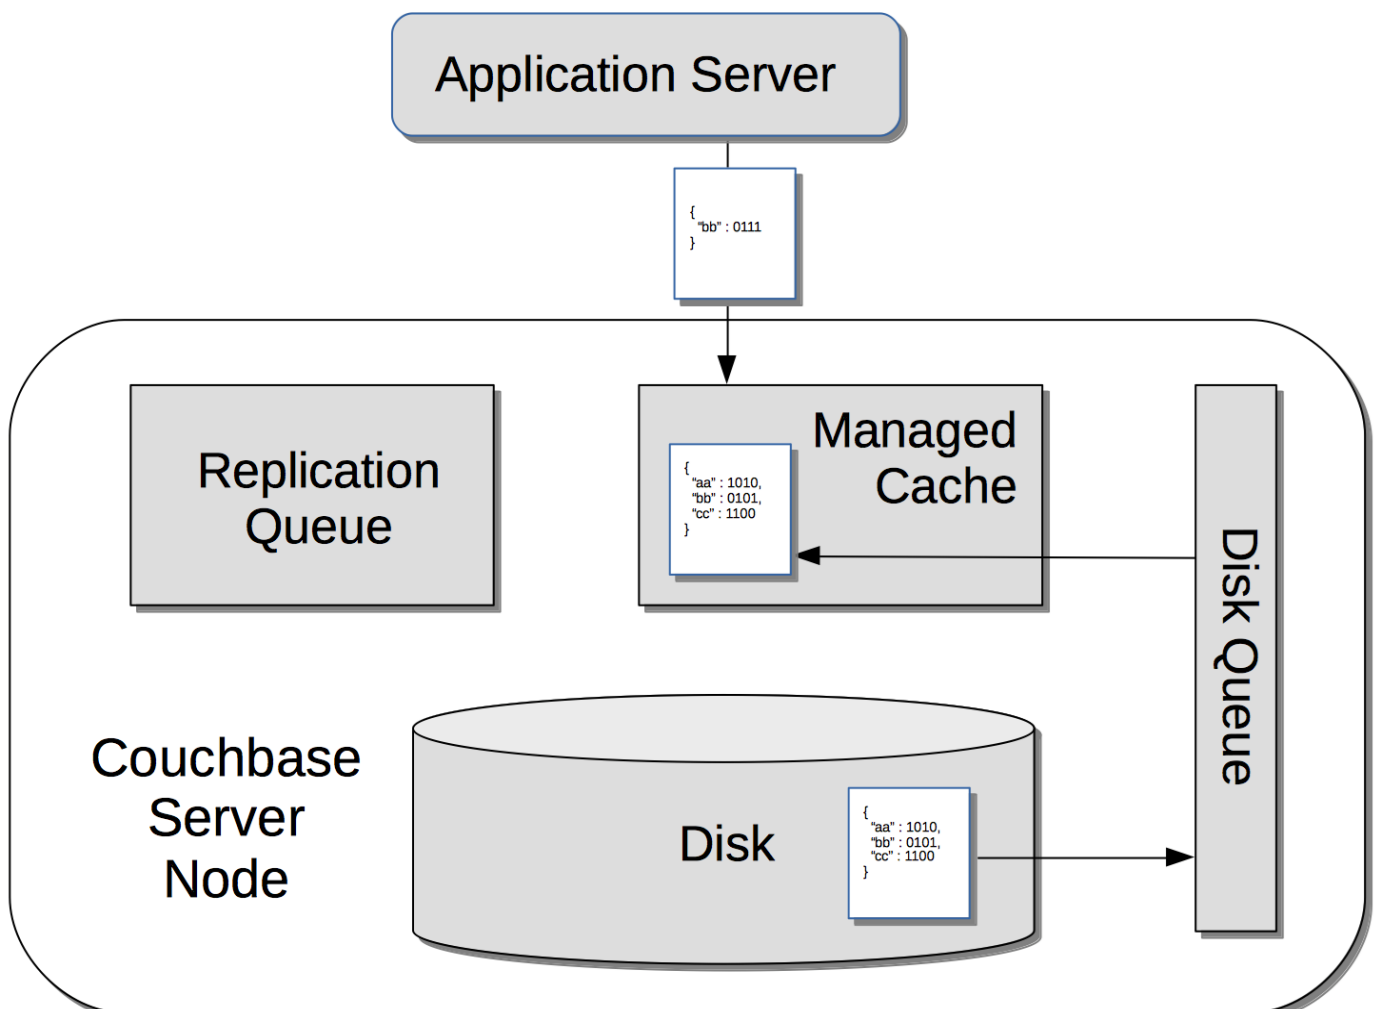 Application Server
{
"bb" : 0111
}
Replication
Queue
Managed
Cache
{
"aa" : 1010,
"bb" : 0101,
"cc" : 1100
}
Disk Queue
Couchbase
Server
Node
Disk
{
"aa" : 1010,
"bb" : 0101,
"cc" : 1100
}